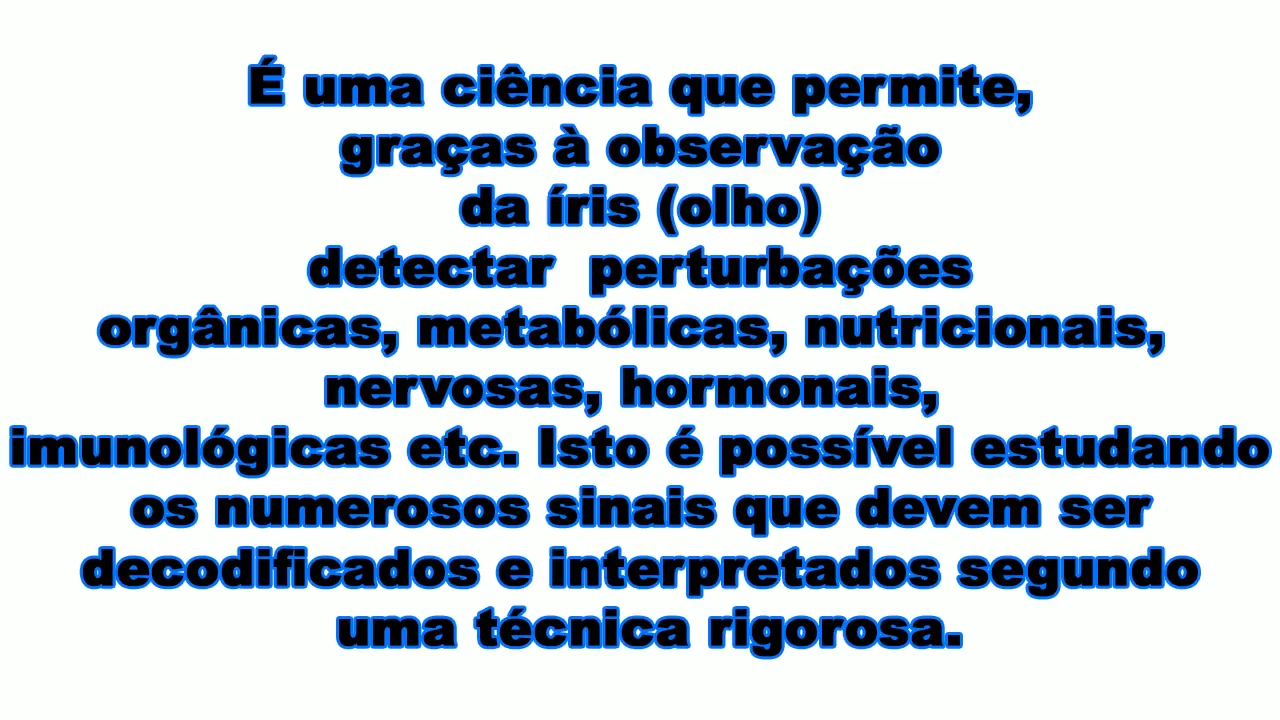 É uma ciência que permite,
graças à observação
da íris (olho)
detectar  perturbações
orgânicas, metabólicas, nutricionais,
nervosas, hormonais,
imunológicas etc. Isto é possível estudando
os numerosos sinais que devem ser
decodificados e interpretados segundo
uma técnica rigorosa.